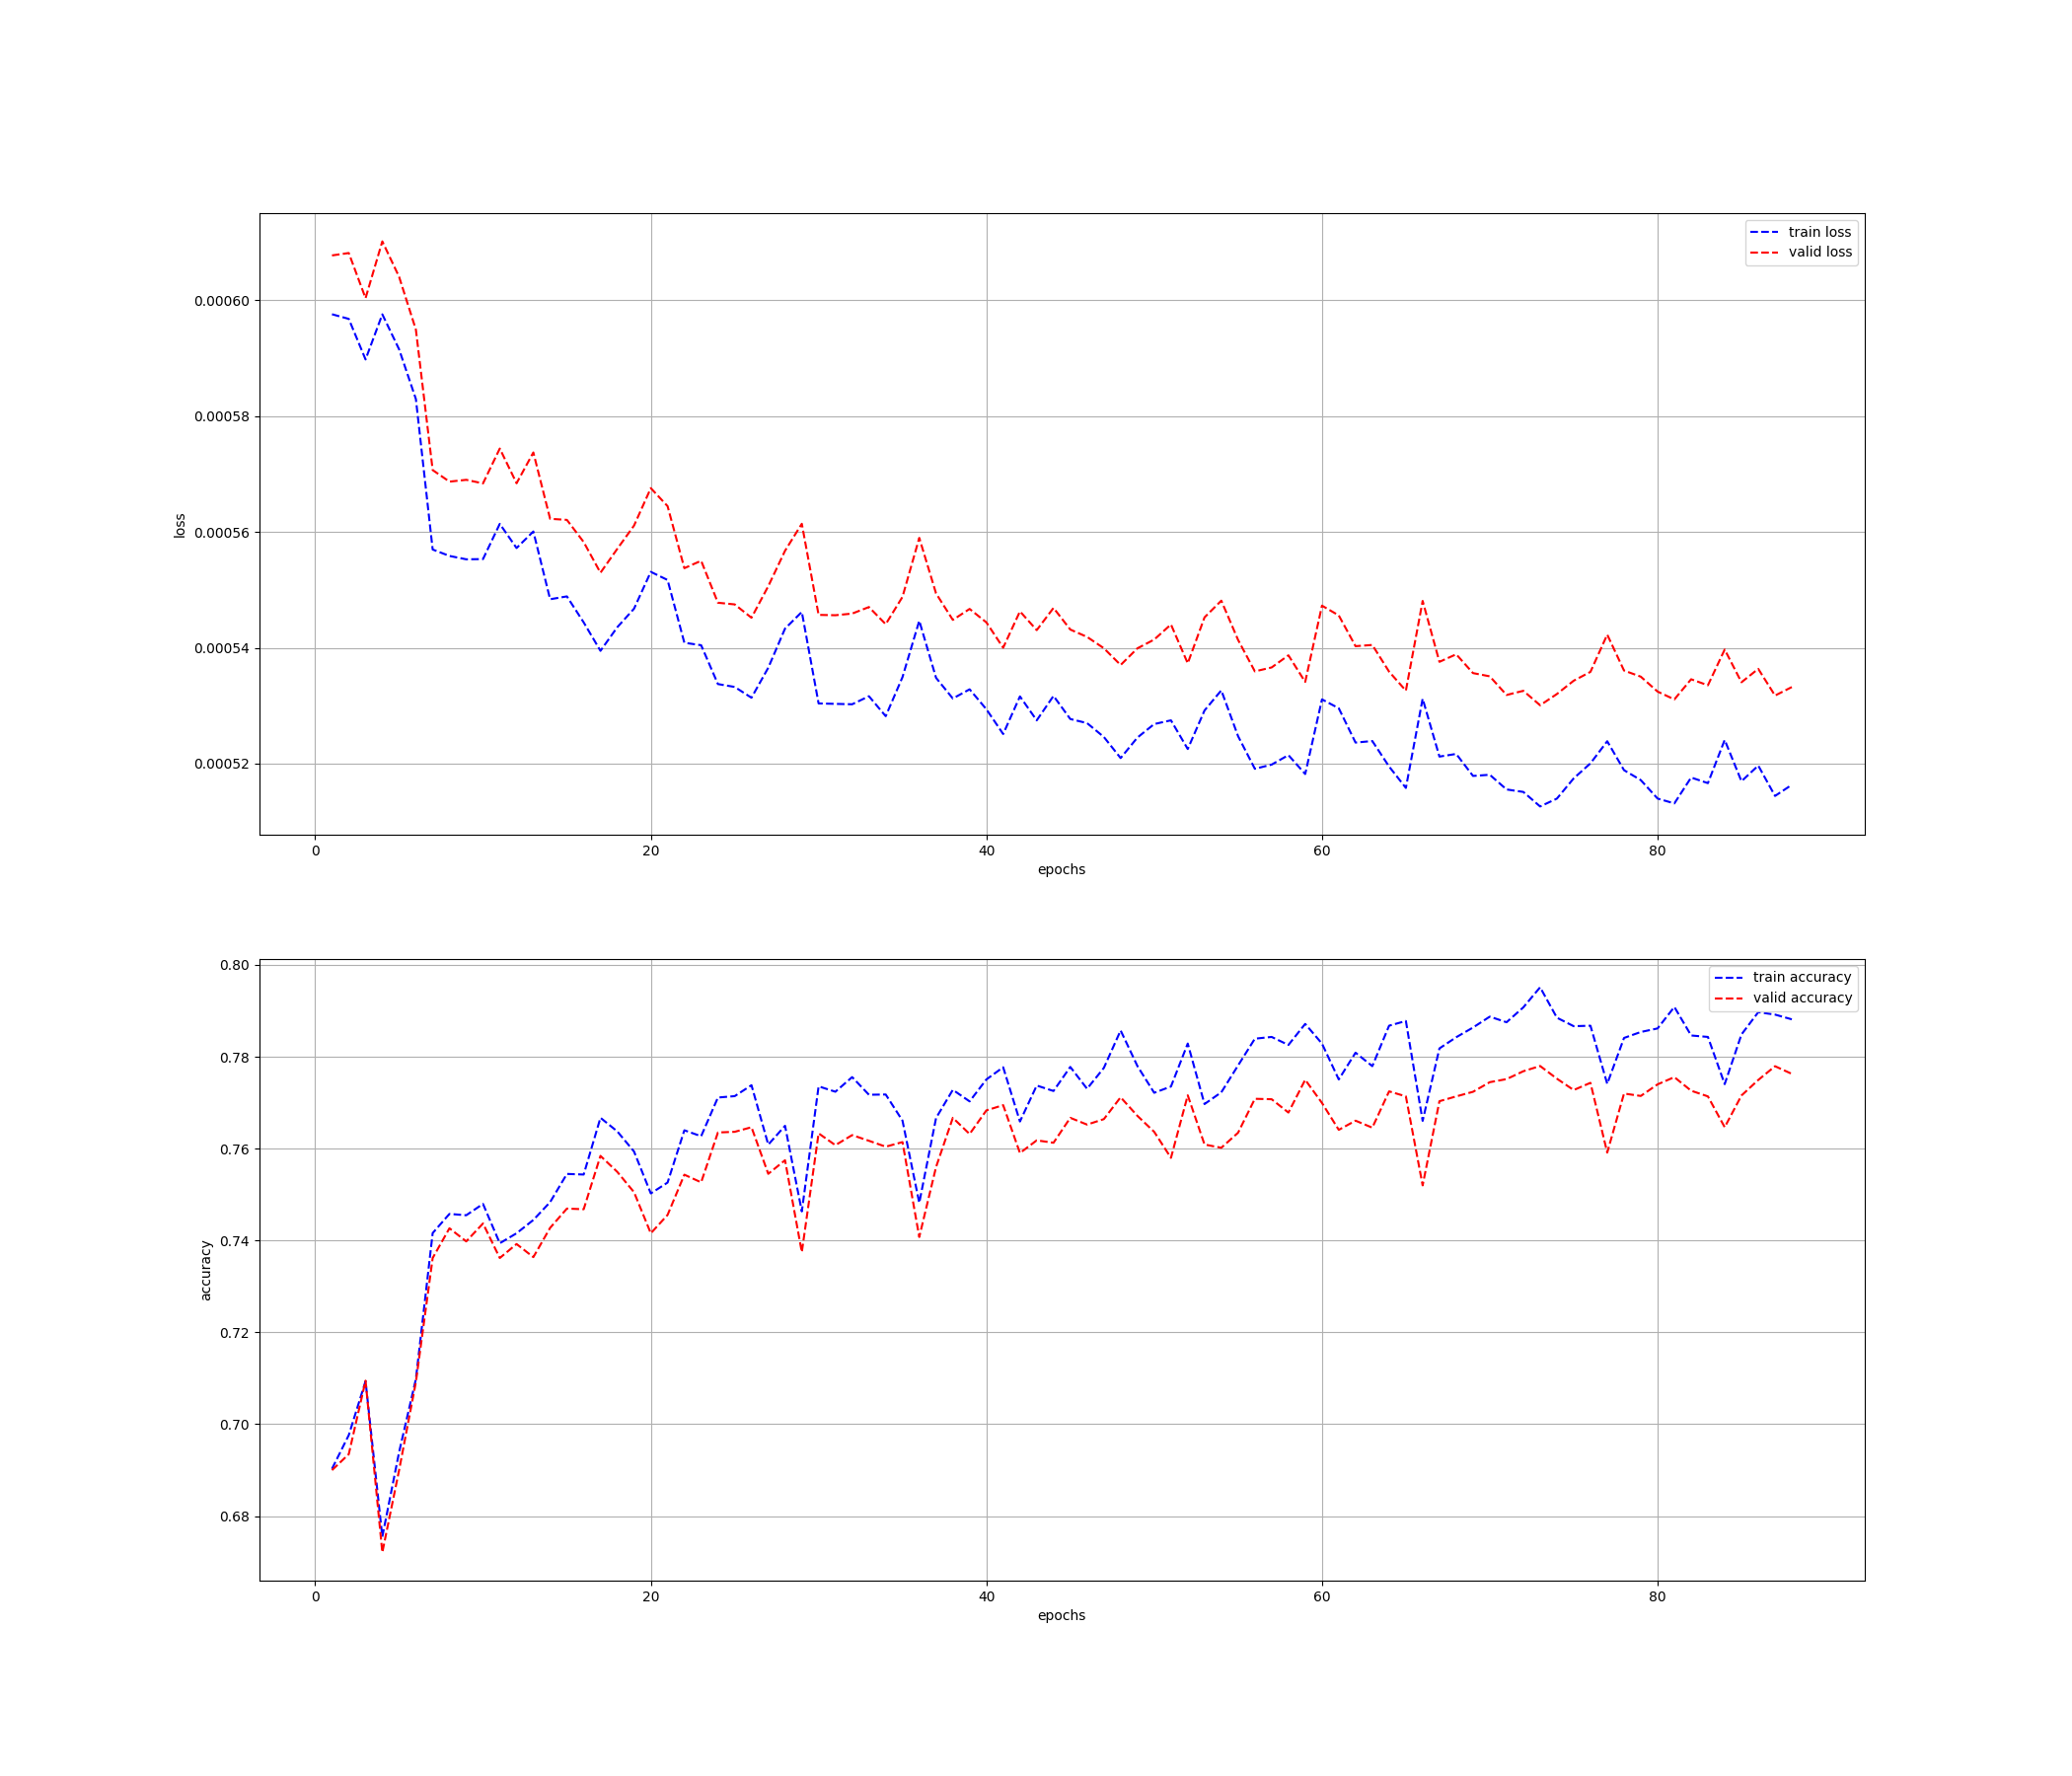 train loss
valid loss
0.00060
0.00058
0.00056
0.00054
0.00052
loss
0 20 40 60 80
epochs
0.80
train accuracy
valid accuracy
0.78
0.76
0.74
0.72
0.70
0.68
accuracy
0 20 40 60 80
epochs